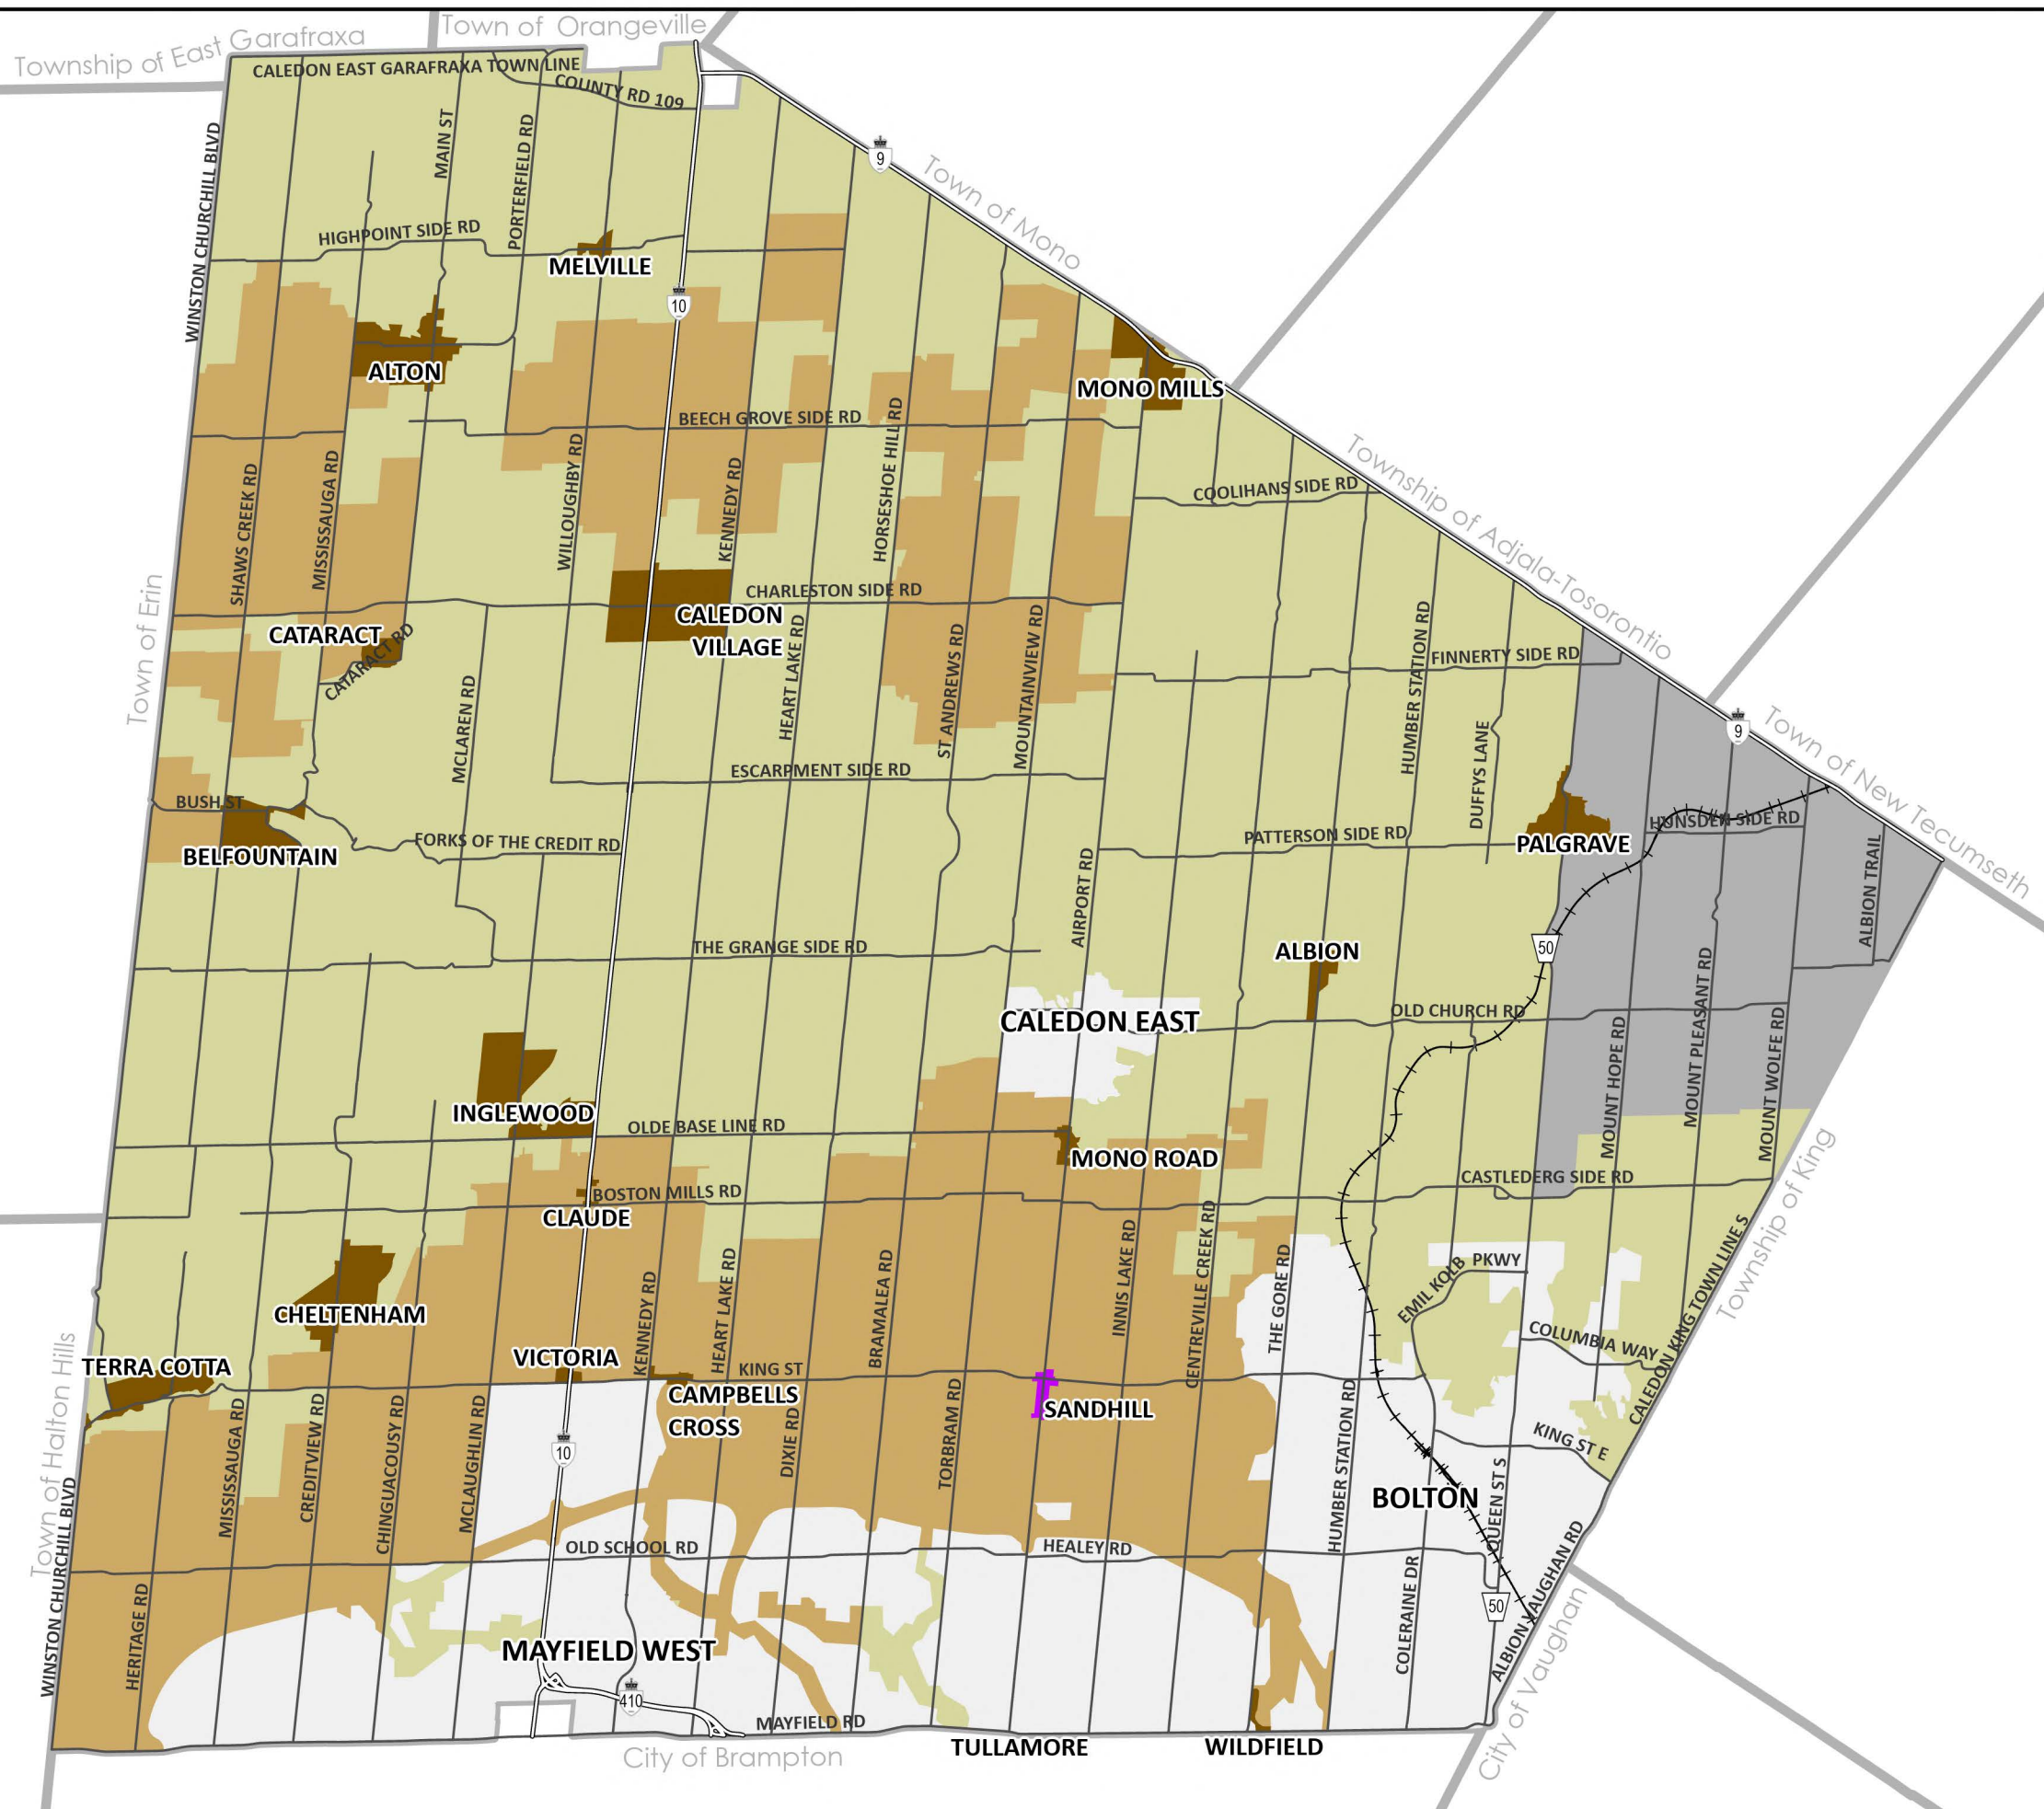 Town of Orangeville
Township of East Garafraxa
CALEDON EAST GARAFRAXA TOWN LINE
COUNTY RD 109
WINSTON CHURCHILL BLVD
MAIN ST
PORTERFIELD RD
9
Town of Mono
HIGHPOINT SIDE RD
MELVILLE
10
ALTON
MONO MILLS
BEECH GROVE SIDE RD
HORSESHOE HILL RD
WILLOUGHBY RD
KENNEDY RD
SHAWS CREEK RD
MISSISSAUGA RD
COOLIHANS SIDE RD
Township of Adjala-Tosorontio
Town of Erin
CHARLESTON SIDE RD
CALEDON
VILLAGE
CATARACT
CATARACT RD
HEART LAKE RD
ST ANDREWS RD
MOUNTAINVIEW RD
HUMBER STATION RD
FINNERTY SIDE RD
MCLAREN RD
DUFFYS LANE
9
Town of New Tecumseth
ESCARPMENT SIDE RD
BUSH ST
BELFOUNTAIN
FORKS OF THE CREDIT RD
PATTERSON SIDE RD
PALGRAVE
HUNSDEN SIDE RD
ALBION TRAIL
AIRPORT RD
THE GRANGE SIDE RD
ALBION
50
MOUNT PLEASANT RD
CALEDON EAST
OLD CHURCH RD
MOUNT HOPE RD
MOUNT WOLFE RD
INGLEWOOD
OLDE BASE LINE RD
MONO ROAD
CASTLEDERG SIDE RD
Township of King
BOSTON MILLS RD
CLAUDE
CENTREVILLE CREEK RD
INNIS LAKE RD
THE GORE RD
EMIL KOLB
PKWY
CALEDON KING TOWN LINE S
CHELTENHAM
KENNEDY RD
HEART LAKE RD
BRAMALEA RD
COLUMBIA WAY
Town of Halton Hills
TERRA COTTA
VICTORIA
KING ST
CAMPBELLS
CROSS
SANDHILL
DIXIE RD
TORBRAM RD
HUMBER STATION RD
KING ST E
MISSISSAUGA RD
CREDITVIEW RD
CHINGUACOUSY RD
MCLAUGHLIN RD
10
BOLTON
QUEEN ST S
WINSTON CHURCHILL BLVD
OLD SCHOOL RD
HEALEY RD
HERITAGE RD
COLERAINE DR
50
ALBION VAUGHAN RD
City of Vaughan
MAYFIELD WEST
410
MAYFIELD RD
City of Brampton
TULLAMORE
WILDFIELD